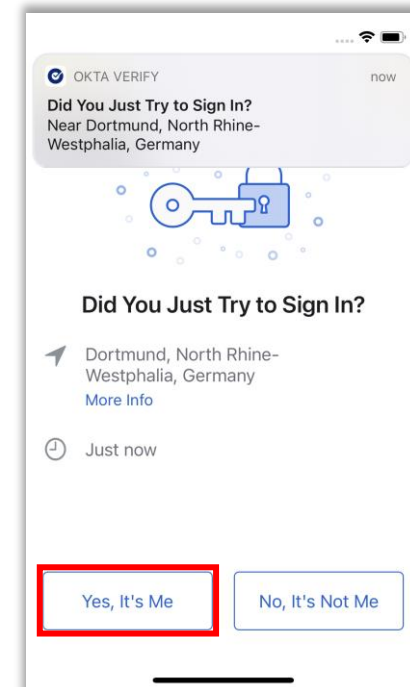 OKTA VERIFY now
Did You Just Try to Sign In?
Near Dortmund, North Rhine-
Westphalia, Germany
Did You Just Try to Sign In?
Dortmund, North Rhine-
Westphalia, Germany
More Info
Just now
Yes, It's Me
No, It's Not Me